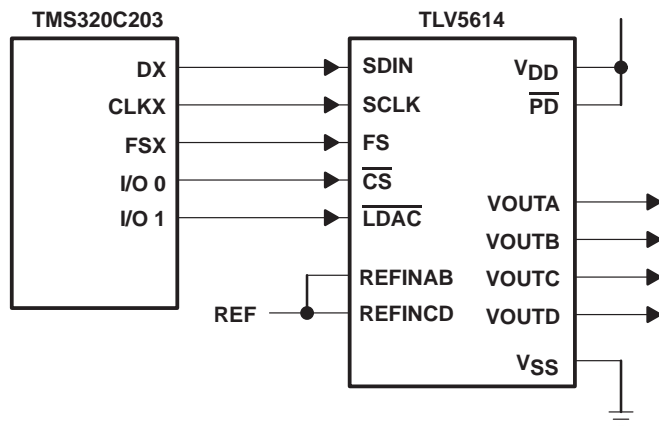 TMS320C203
TLV5614
DX
CLKX
FSX
I/O 0
I/O 1
SDIN
SCLK
FS
CS
LDAC
REFINAB
REFINCD
REF
VDD
PD
VOUTA
VOUTB
VOUTC
VOUTD
VSS